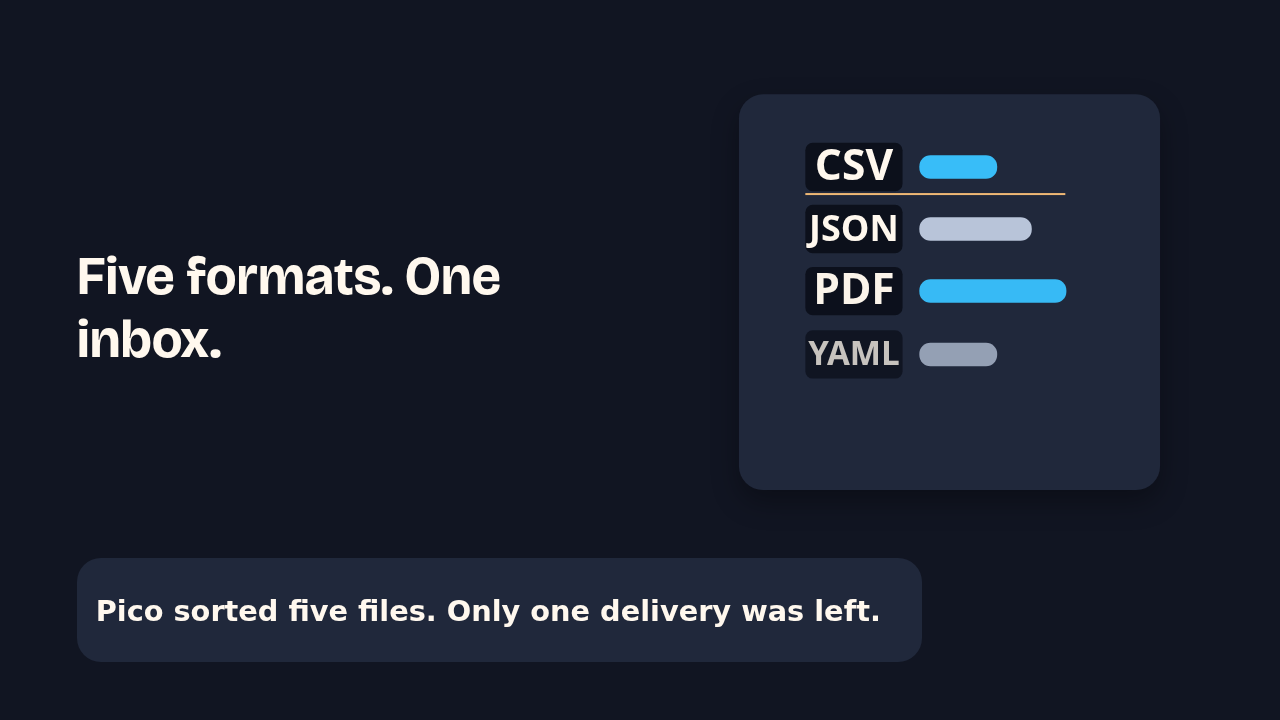 Five formats. One
inbox.
CSV
JSON
PDF
YAML
Pico sorted five files. Only one delivery was left.